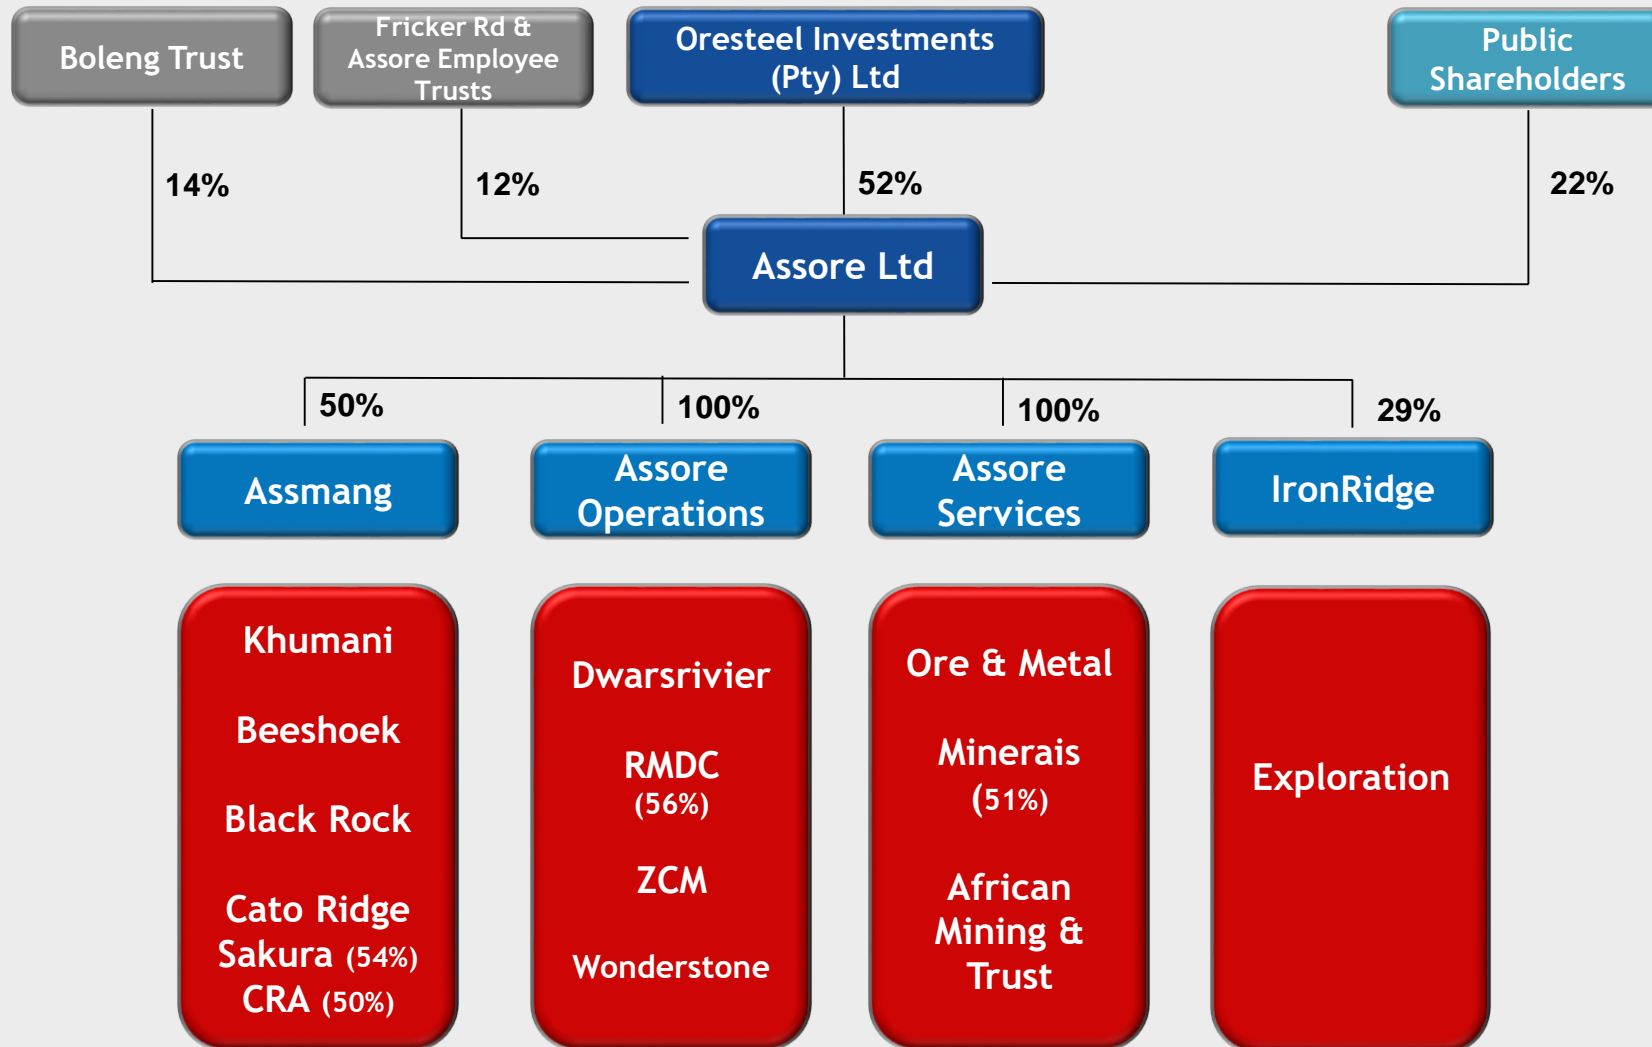 Boleng Trust
Fricker Rd &
Assore Employee
Trusts
Oresteel Investments
(Pty) Ltd
Public
Shareholders
14%
12%
52%
22%
Assore Ltd
50%
100%
100%
29%
Assmang
Assore
Operations
Assore
Services
IronRidge
Khumani
Beeshoek
Black Rock
Cato Ridge
Sakura (54%)
CRA (50%)
Dwarsrivier
RMDC
(56%)
ZCM
Wonderstone
Ore & Metal
Minerais
(51%)
African
Mining &
Trust
Exploration